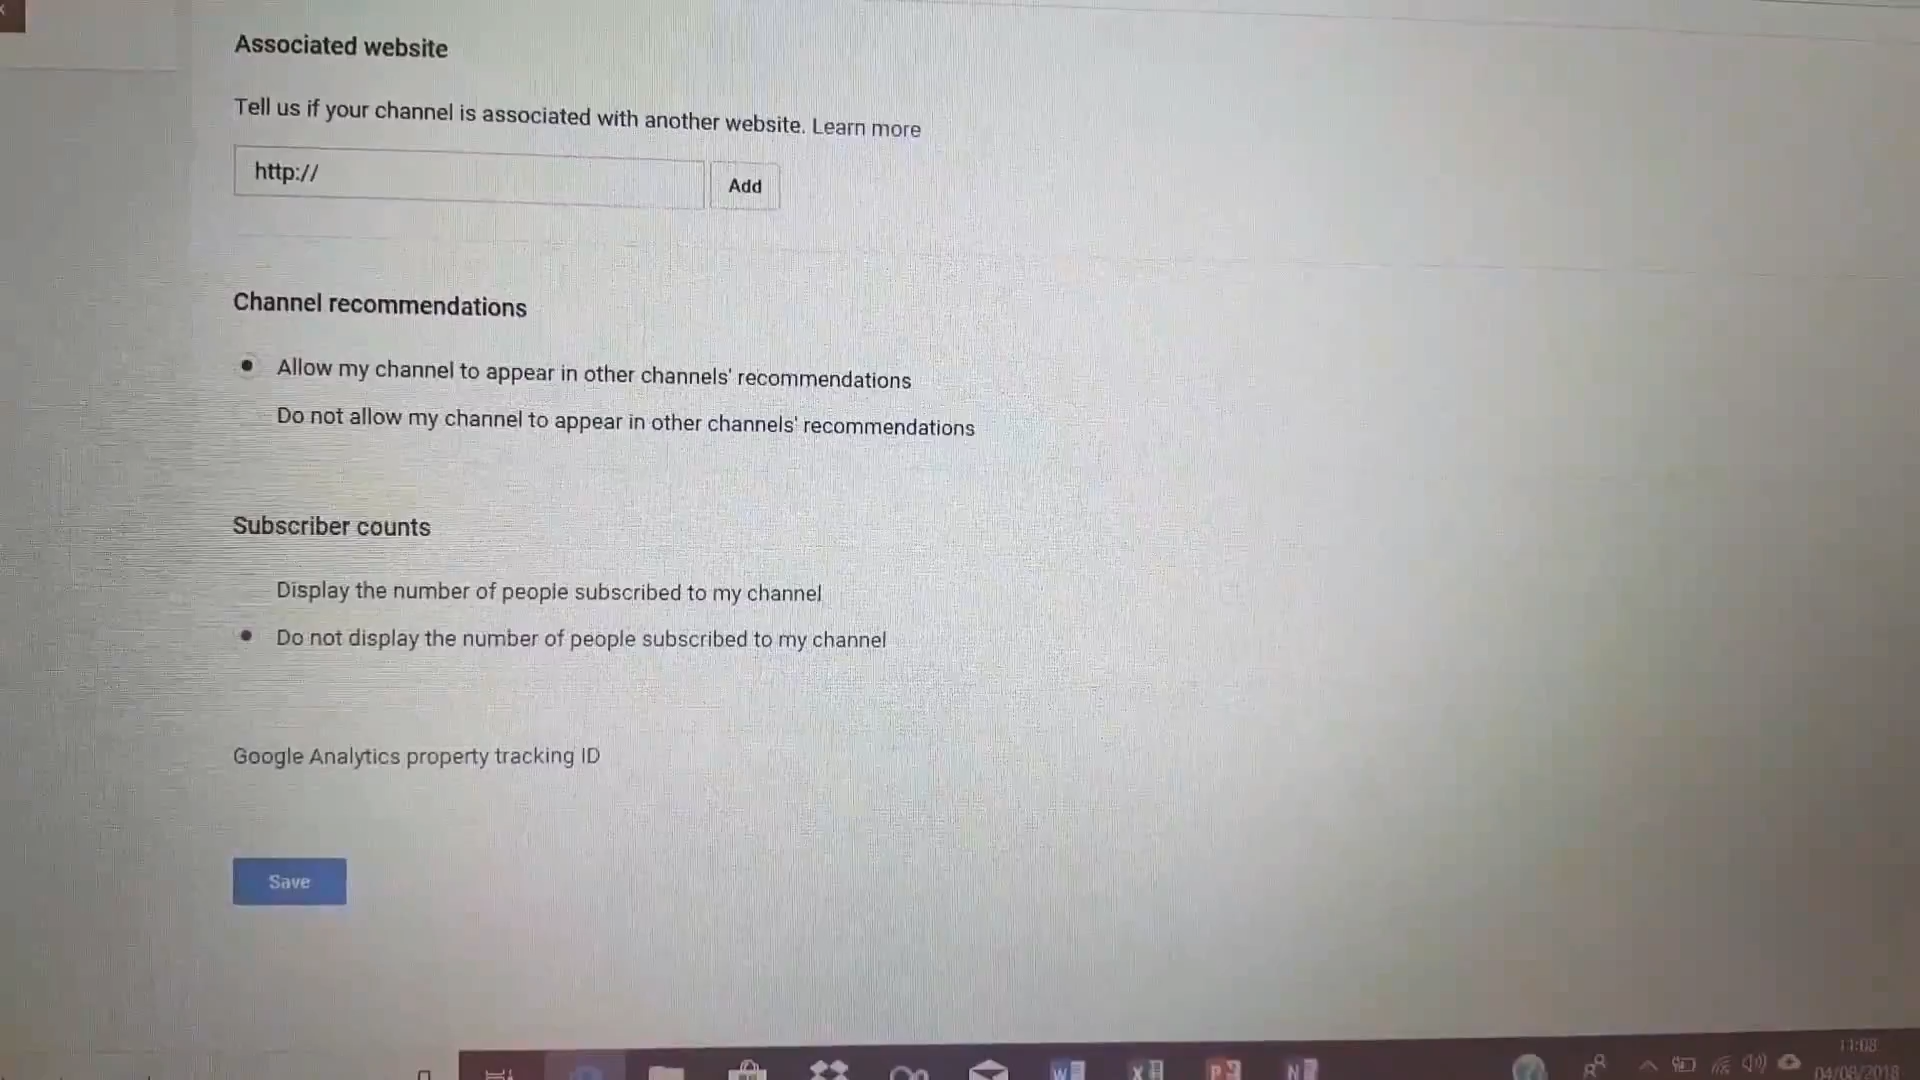 Associated website
Tell us if your channel is associated with another website. Learn more
http:// Add
Channel recommendations
Allow my channel to appear in other channels' recommendations
Do not allow my channel to appear in other channels' recommendations
Subscriber counts
Display the number of people subscribed to my channel
Do not display the number of people subscribed to my channel
Google Analytics property tracking ID
Save
11:08
04/08/2018